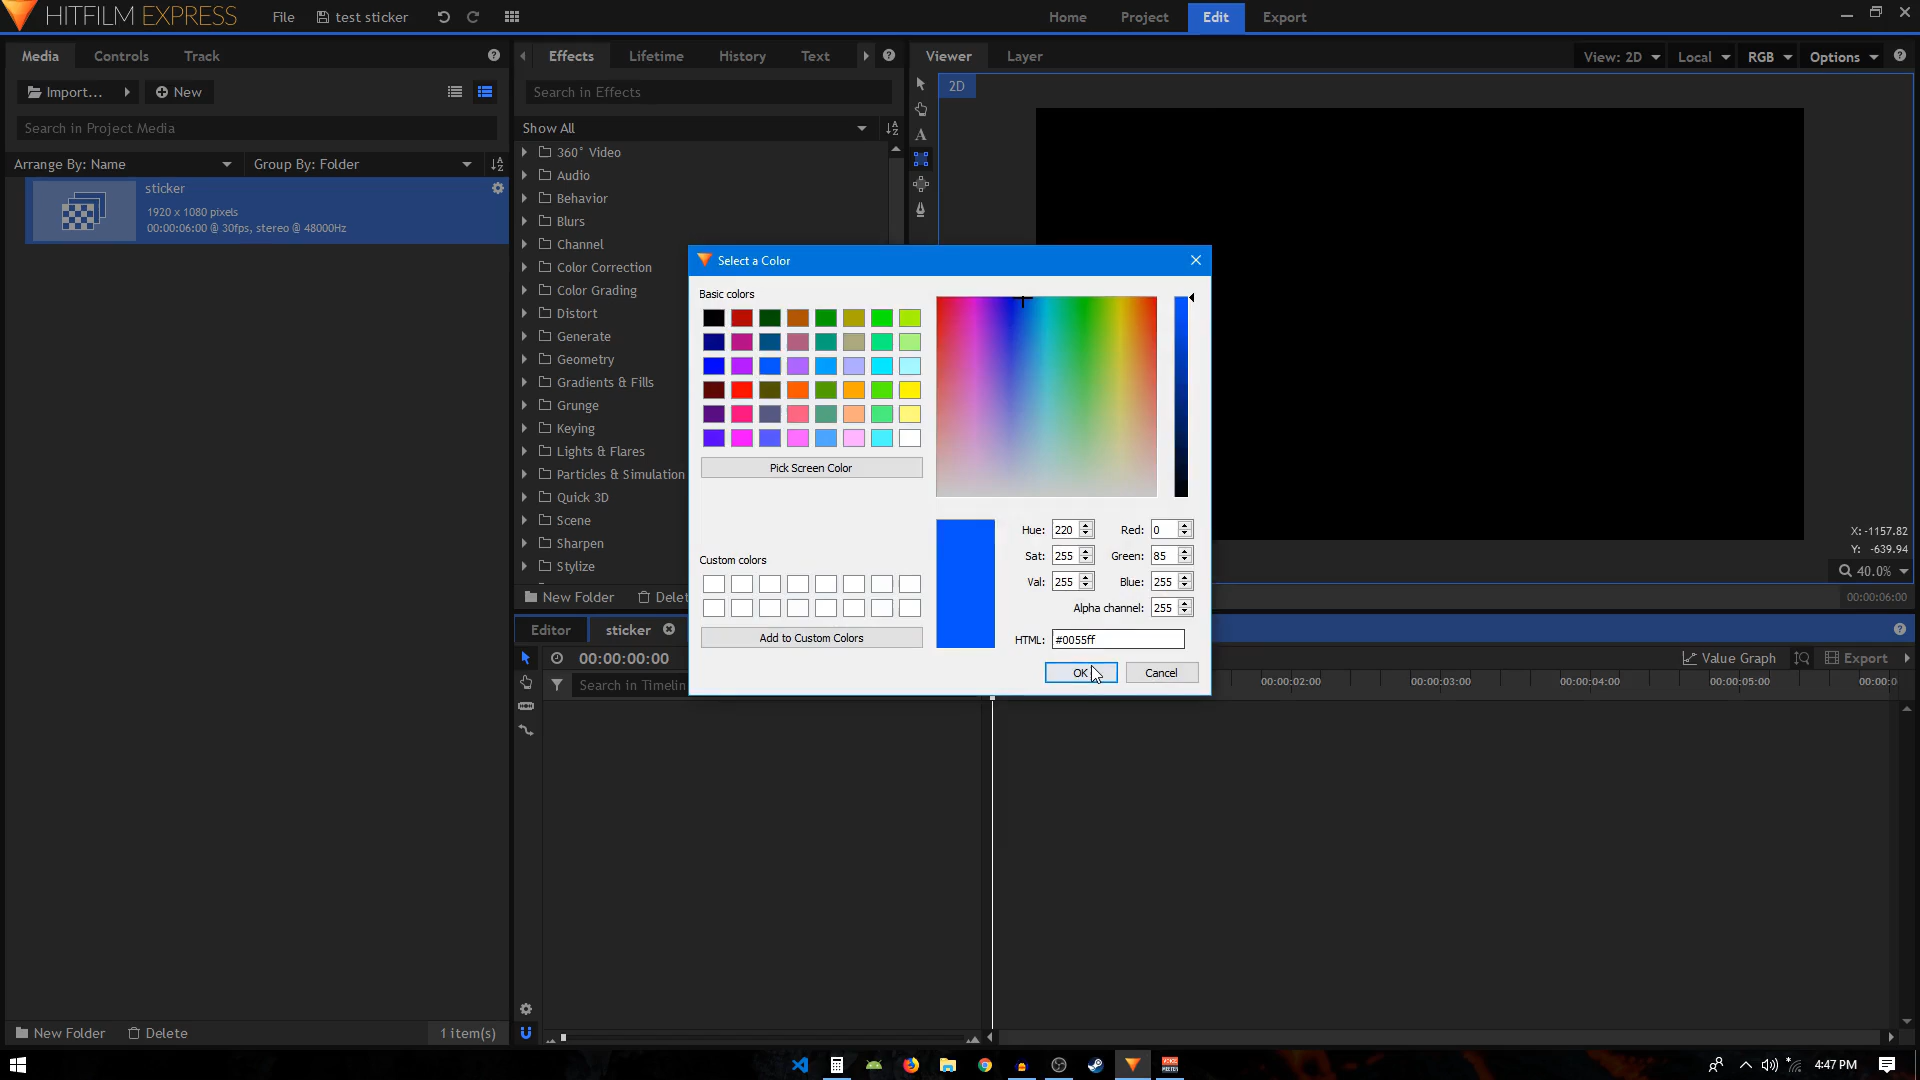 HITFILM EXPRESS
File
test sticker
Home
Project
Edit
Export
Media
Controls
Track
Effects
Lifetime
History
Text
Viewer
Layer
View: 2D
Local
RGB
Options
Import...
New
Search in Effects
2D
Search in Project Media
Show All
Arrange By: Name
Group By: Folder
sticker
1920 x 1080 pixels
00:00:06:00 @ 30fps, stereo @ 48000Hz
360° Video
Audio
Behavior
Blurs
Channel
Color Correction
Color Grading
Distort
Generate
Geometry
Gradients & Fills
Grunge
Keying
Lights & Flares
Particles & Simulation
Quick 3D
Scene
Sharpen
Stylize
New Folder
Delet
Select a Color
Basic colors
Pick Screen Color
Custom colors
Add to Custom Colors
Hue: 220
Red: 0
Sat: 255
Green: 85
Val: 255
Blue: 255
Alpha channel: 255
HTML: #0055ff
OK
Cancel
X: -1157.82
Y: -639.94
40.0%
00:00:06:00
Editor
sticker
00:00:00:00
Value Graph
Export
Search in Timelin
00:00:02:00
00:00:03:00
00:00:04:00
00:00:05:00
00:00:0
New Folder
Delete
1 item(s)
4:47 PM